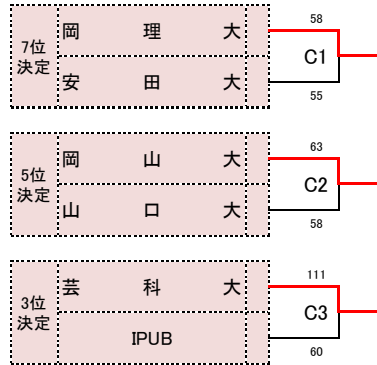 岡理大
58
7位
決定
C1
安田大
55
岡山大
63
5位
決定
C2
山口大
58
芸科大
111
3位
決定
C3
IPUB
60